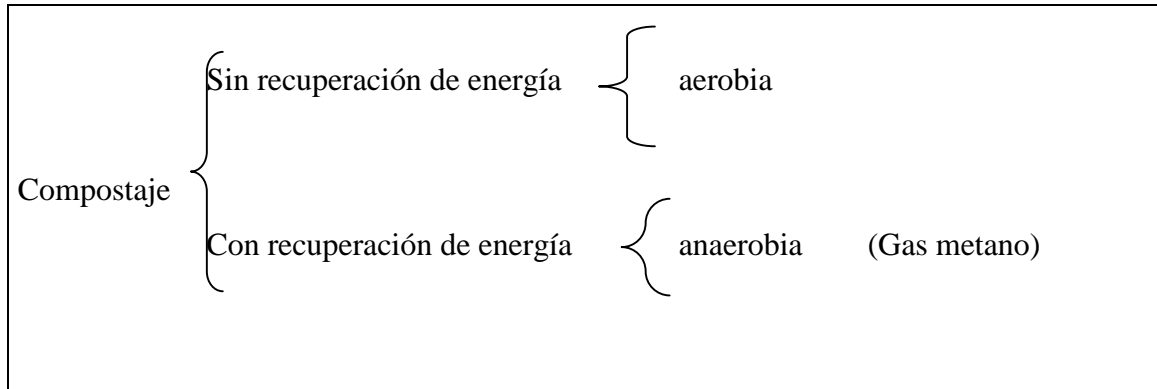 Sin recuperación de energía aerobia
Compostaje
Con recuperación de energía anaerobia (Gas metano)